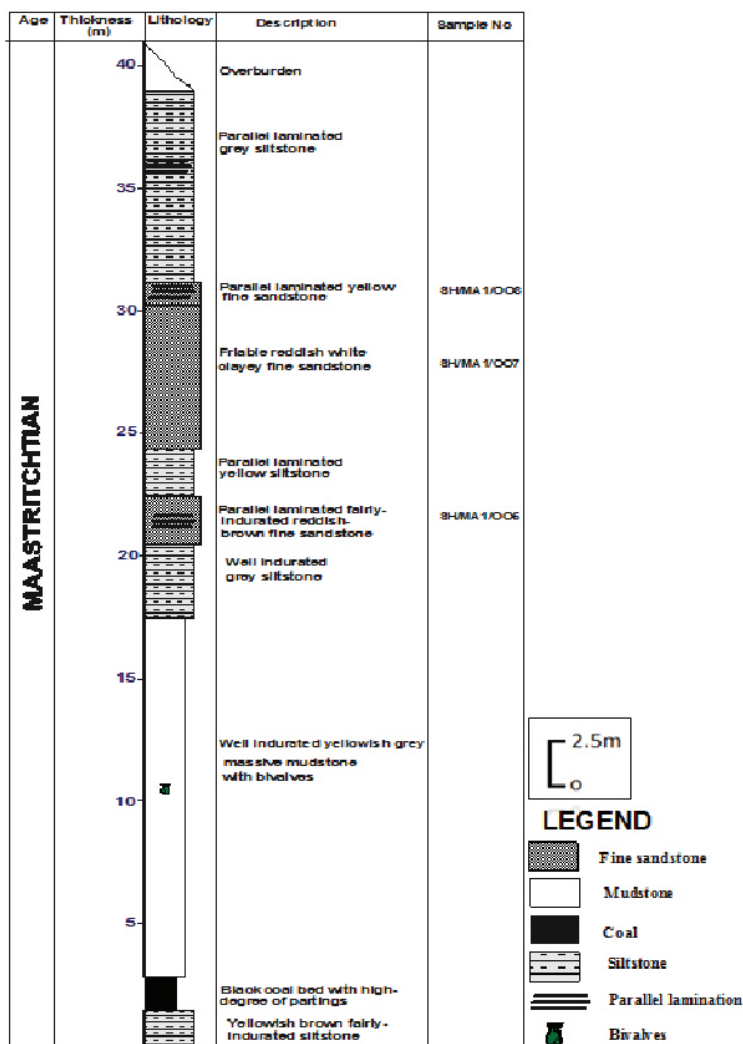 Age Thickness (m) Lithology Description Sample No
40
Overburden
Parallel laminated
grey siltstone
35
Parallel laminated yellow
fine sandstone
SH/MA 1/OO6
30
Friable reddish white
clayey fine sandstone
SH/MA 1/OO7
25
MAASTRITCHTIAN
Parallel laminated
yellow siltstone
Parallel laminated fairly-
indurated reddish-
brown fine sandstone
SH/MA 1/OO5
20
Well indurated
grey siltstone
15
Well indurated yellowish grey
massive mudstone
with bivalves
10
5
Black coal bed with high-
degree of partings
Yellowish brown fairly-
indurated siltstone
2.5m
o
LEGEND
Fine sandstone
Mudstone
Coal
Siltstone
Parallel lamination
Bivalves